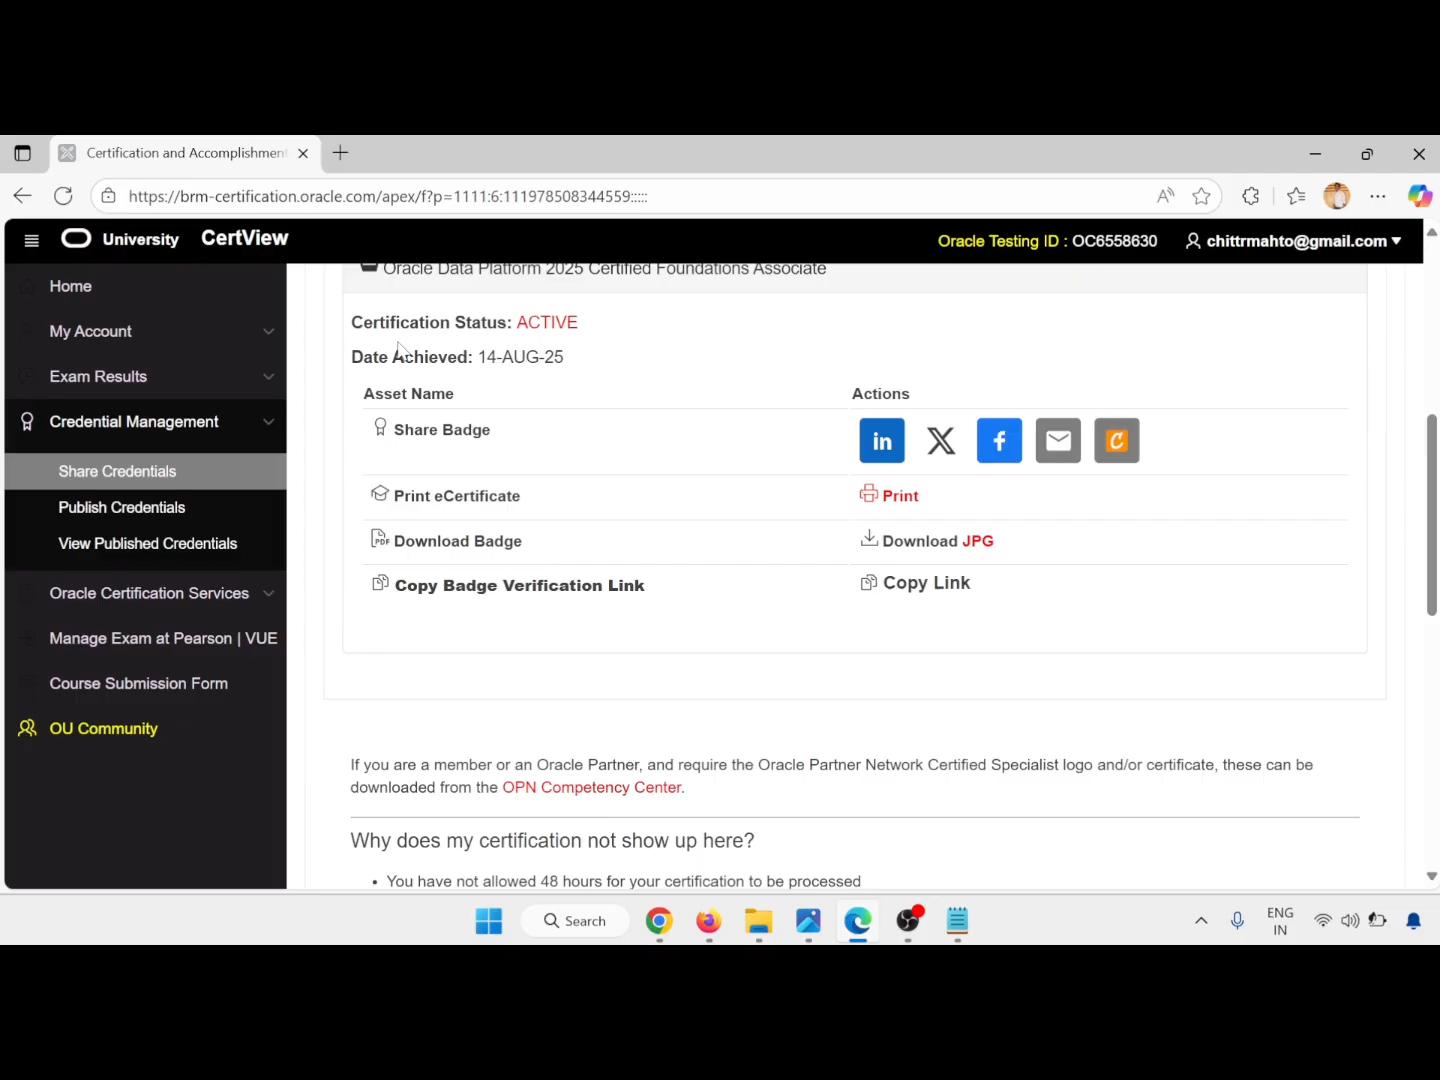 Certification and Accomplishment
https://brm-certification.oracle.com/apex/f?p=1111:6:111978508344559:::::
University CertView
Oracle Testing ID : OC6558630
chittrmahto@gmail.com
Home
My Account
Exam Results
Credential Management
Share Credentials
Publish Credentials
View Published Credentials
Oracle Certification Services
Manage Exam at Pearson | VUE
Course Submission Form
OU Community
Oracle Data Platform 2025 Certified Foundations Associate
Certification Status: ACTIVE
Date Achieved: 14-AUG-25
Asset Name Actions
Share Badge
Print eCertificate Print
Download Badge Download JPG
Copy Badge Verification Link Copy Link
If you are a member or an Oracle Partner, and require the Oracle Partner Network Certified Specialist logo and/or certificate, these can be
downloaded from the OPN Competency Center.
Why does my certification not show up here?
• You have not allowed 48 hours for your certification to be processed
Search
ENG
IN